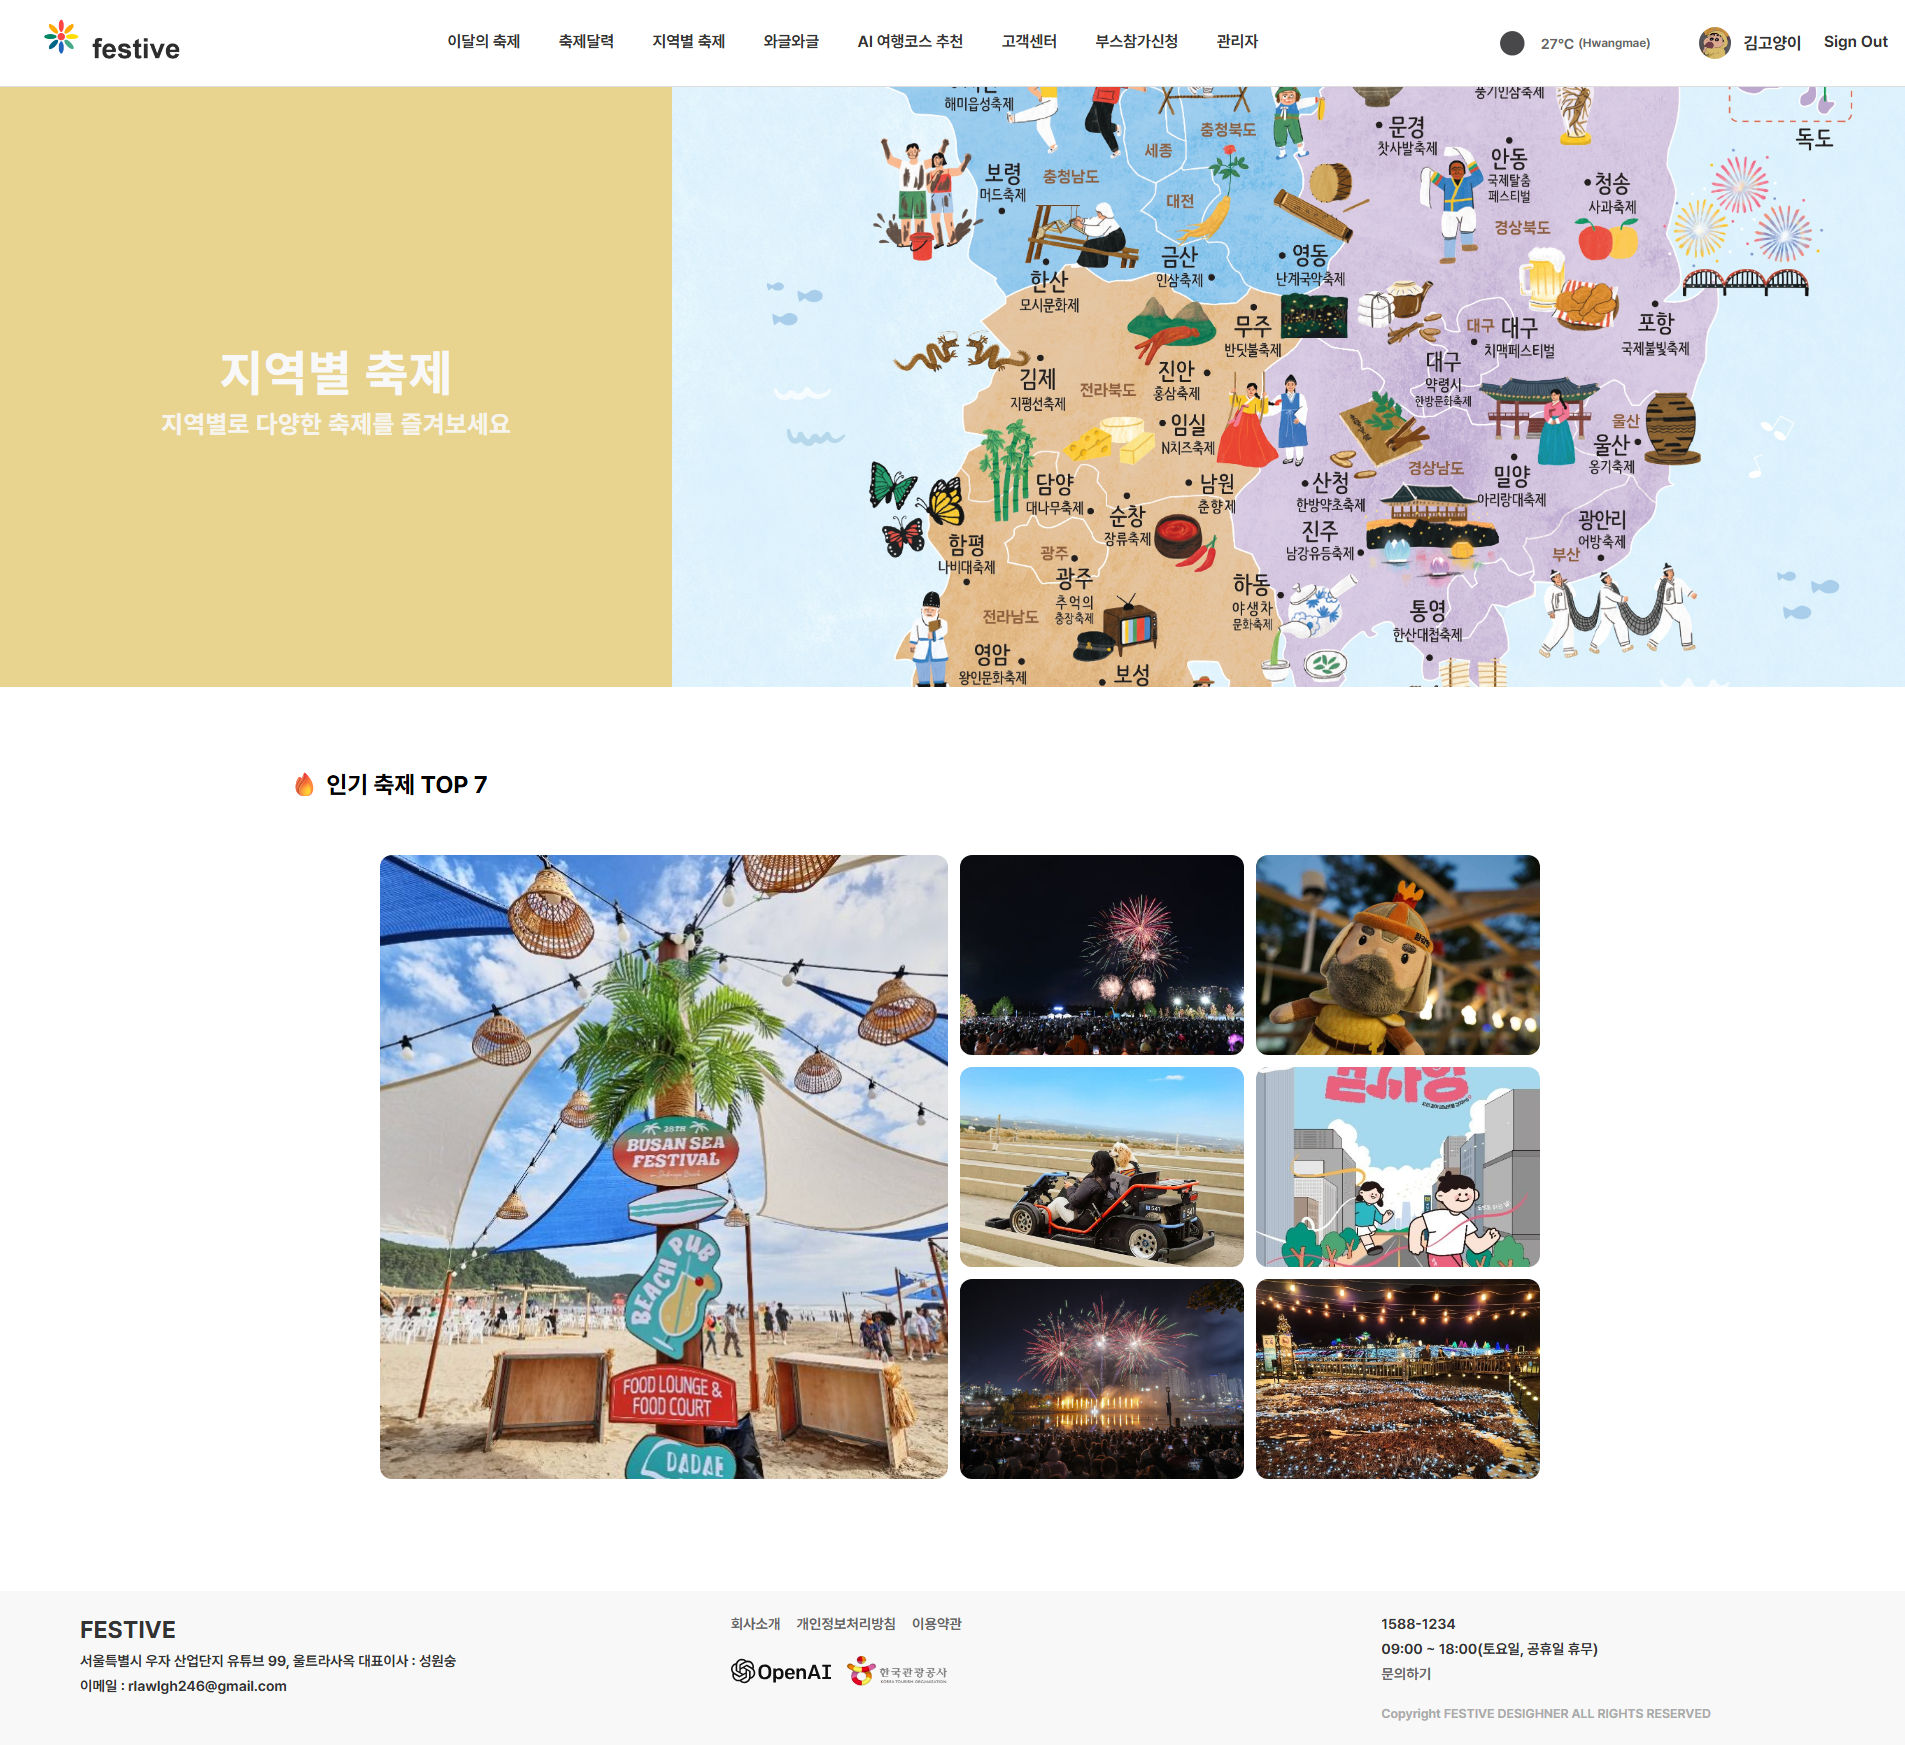 festive
이달의 축제
축제달력
지역별 축제
와글와글
AI 여행코스 추천
고객센터
부스참가신청
관리자
27°C (Hwangmae)
김고양이
Sign Out
지역별 축제
지역별로 다양한 축제를 즐겨보세요
해미읍성축제
충청북도
세종
보령
머드축제
충청남도
대전
한산
모시문화제
금산
인삼축제
영동
난계국악축제
풍기인삼축제
문경
찻사발축제
안동
국제탈춤
페스티벌
청송
사과축제
경상북도
독도
무주
반딧불축제
대구
대구
치맥페스티벌
포항
국제불빛축제
김제
지평선축제
전라북도
진안
홍삼축제
대구
약령시
한방문화축제
임실
N치즈축제
울산
울산
옹기축제
담양
대나무축제
순창
장류축제
남원
춘향제
산청
한방약초축제
경상남도
밀양
아리랑대축제
진주
남강유등축제
광안리
어방축제
부산
함평
나비대축제
광주
광주
추억의
충장축제
전라남도
하동
야생차
문화축제
통영
한산대첩축제
영암
왕인문화축제
보성
인기 축제 TOP 7
28TH
BUSAN SEA
FESTIVAL
BEACH PUB
FOOD LOUNGE &
FOOD COURT
DADAE
FESTIVE
서울특별시 우자 산업단지 유튜브 99, 울트라사옥 대표이사 : 성원숭
이메일 : rlawlgh246@gmail.com
회사소개
개인정보처리방침
이용약관
OpenAI
한국관광공사
KOREA TOURISM ORGANIZATION
1588-1234
09:00 ~ 18:00(토요일, 공휴일 휴무)
문의하기
Copyright FESTIVE DESIGHNER ALL RIGHTS RESERVED